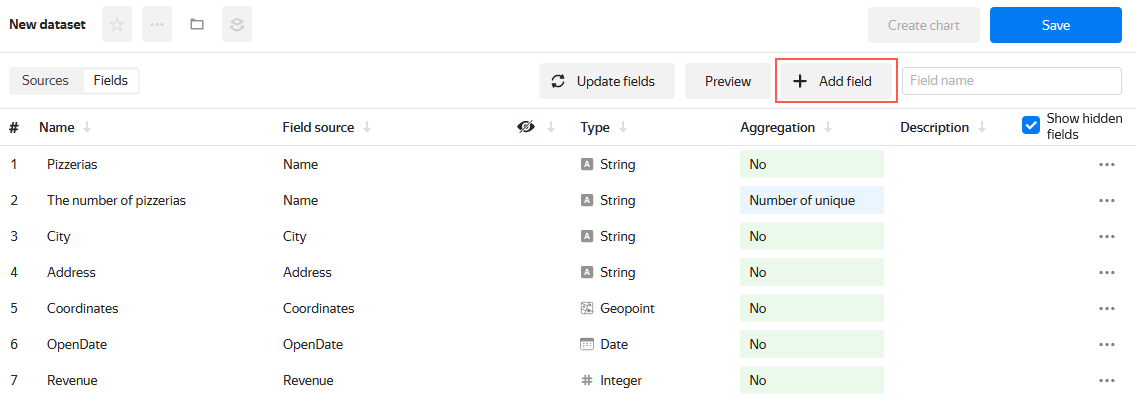 New dataset Create chart Save
Sources Fields Update fields Preview Add field Field name
# Name Field source Type Aggregation Description Show hidden fields
1 Pizzerias Name String No
2 The number of pizzerias Name String Number of unique
3 City City String No
4 Address Address String No
5 Coordinates Coordinates Geopoint No
6 OpenDate OpenDate Date No
7 Revenue Revenue Integer No